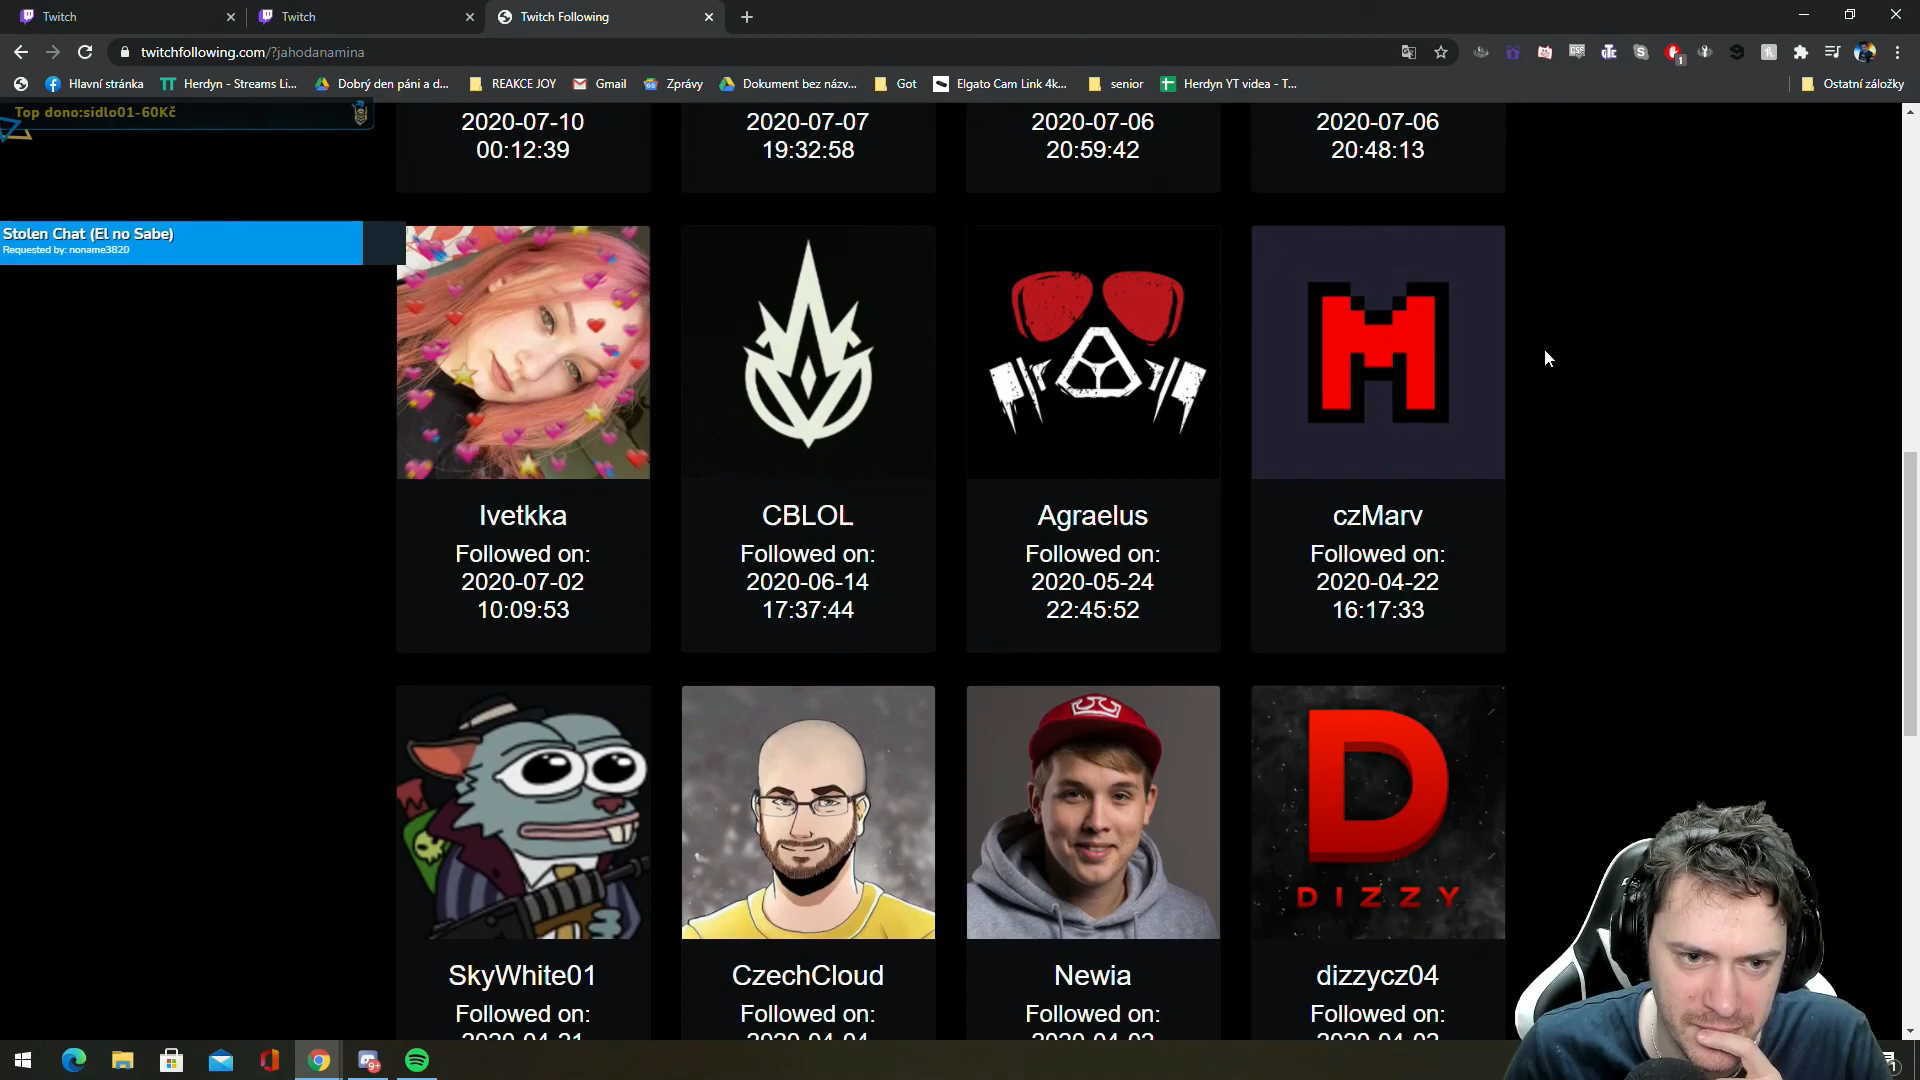 Twitch
Twitch
Twitch Following
twitchfollowing.com/?jahodanamina
Hlavní stránka
Herdyn - Streams Li...
Dobrý den páni a d...
REAKCE JOY
Gmail
Zprávy
Dokument bez názv...
Got
Elgato Cam Link 4k...
senior
Herdyn YT videa - T...
Ostatní záložky
Top dono:sidlo01-60Kč
Stolen Chat (El no Sabe)
Requested by: noname3820
2020-07-10
00:12:39
2020-07-07
19:32:58
2020-07-06
20:59:42
2020-07-06
20:48:13
Ivetkka
Followed on:
2020-07-02
10:09:53
CBLOL
Followed on:
2020-06-14
17:37:44
Agraelus
Followed on:
2020-05-24
22:45:52
M
czMarv
Followed on:
2020-04-22
16:17:33
SkyWhite01
Followed on:
2020-04-21
CzechCloud
Followed on:
2020-04-04
Newia
Followed on:
D
DIZZY
dizzycz04
Followed on: